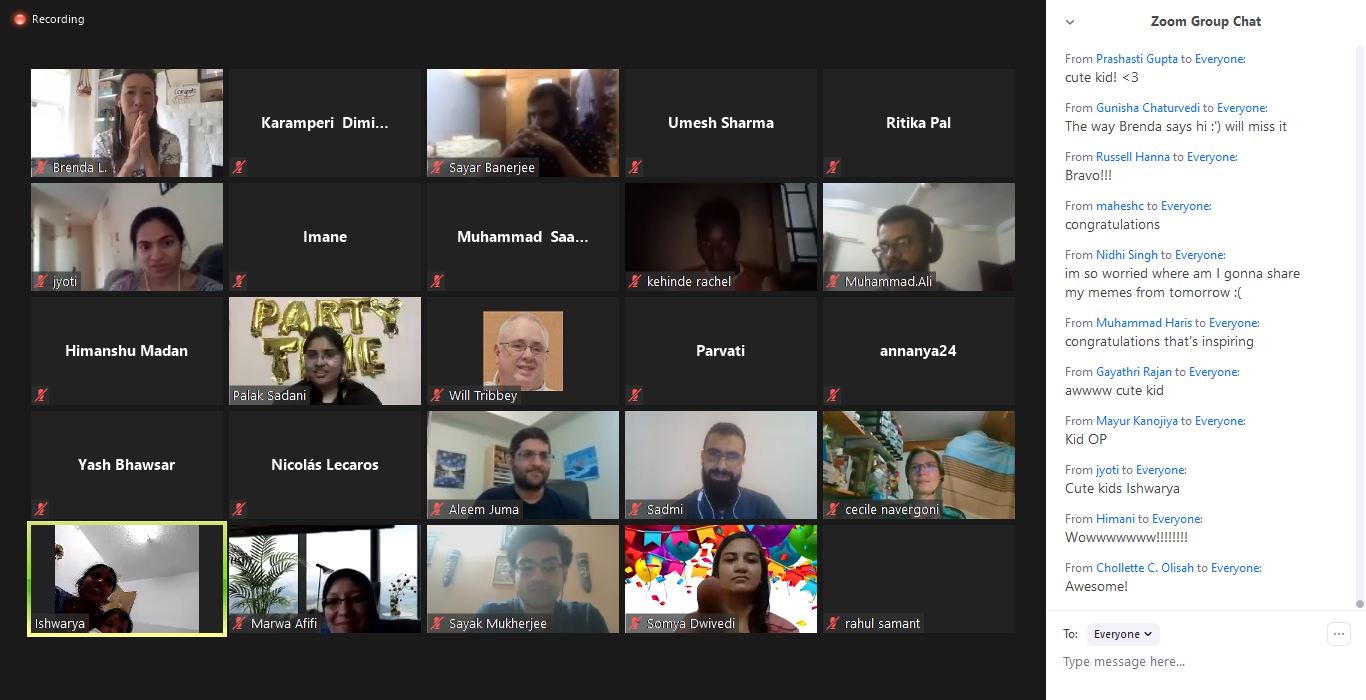 Recording
Congrats
Brenda L.
Karamperi Dimi...
Sayar Banerjee
Umesh Sharma
Ritika Pal
jyoti
Imane
Muhammad Saa...
kehinde rachel
Muhammad.Ali
Himanshu Madan
PARTY
TIME
Palak Sadani
Will Tribbey
Parvati
annanya24
Yash Bhawsar
Nicolás Lecaros
Aleem Juma
Sadmi
cecile navergoni
Ishwarya
Marwa Afifi
Sayak Mukherjee
Somya Dwivedi
rahul samant
Zoom Group Chat
From Prashasti Gupta to Everyone:
cute kid! <3
From Gunisha Chaturvedi to Everyone:
The way Brenda says hi :') will miss it
From Russell Hanna to Everyone:
Bravo!!!
From maheshc to Everyone:
congratulations
From Nidhi Singh to Everyone:
im so worried where am I gonna share
my memes from tomorrow :(
From Muhammad Haris to Everyone:
congratulations that's inspiring
From Gayathri Rajan to Everyone:
awwww cute kid
From Mayur Kanojiya to Everyone:
Kid OP
From jyoti to Everyone:
Cute kids Ishwarya
From Himani to Everyone:
Wowwwwwww!!!!!!!!
From Chollette C. Olisah to Everyone:
Awesome!
To: Everyone
Type message here...